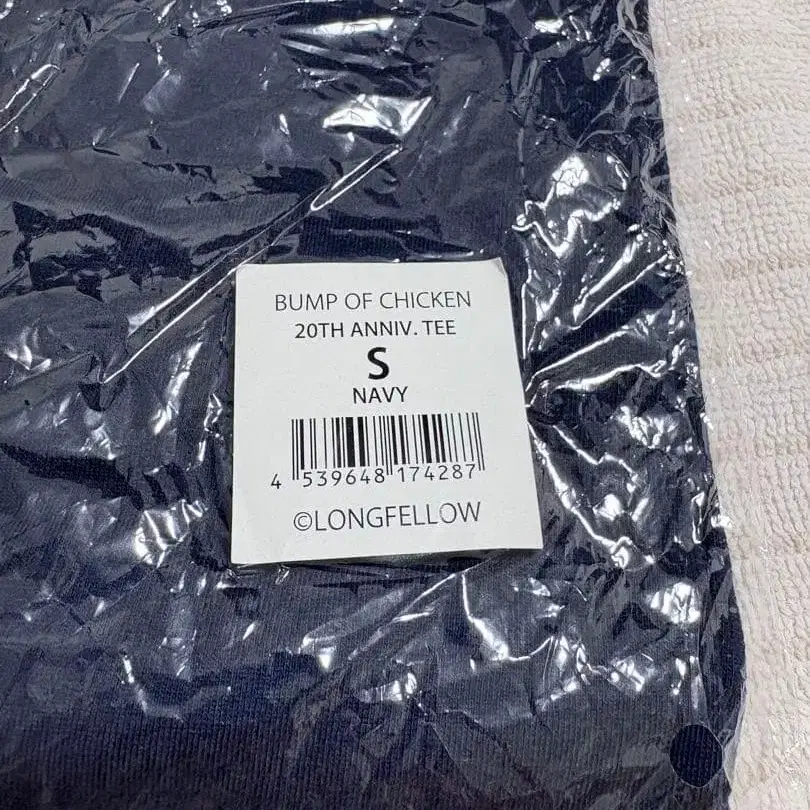 BUMP OF CHICKEN
20TH ANNIV. TEE
S
NAVY
4 539648 174287
©LONGFELLOW